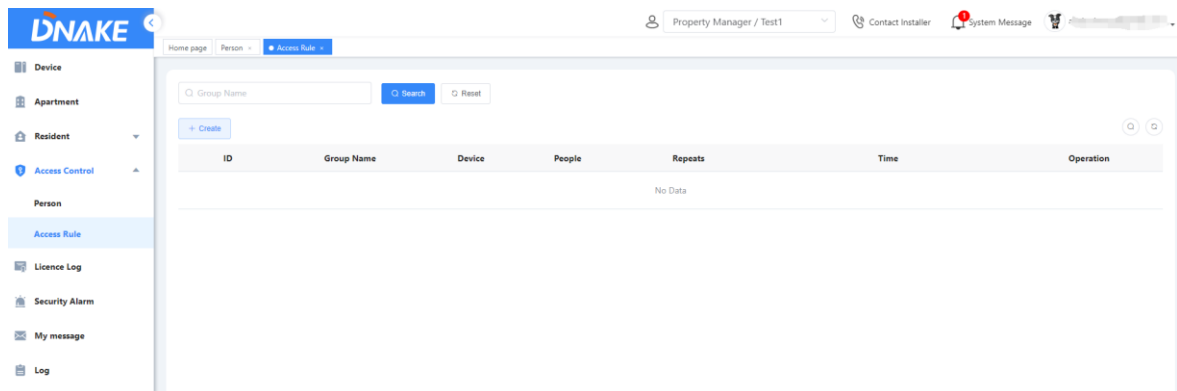 DNAKE
Property Manager / Test1
Contact Installer
1
System Message
Home page
Person ×
Access Rule ×
Device
Apartment
Resident
Access Control
Person
Access Rule
Licence Log
Security Alarm
My message
Log
Group Name
Search
Reset
+ Create
ID Group Name Device People Repeats Time Operation
No Data